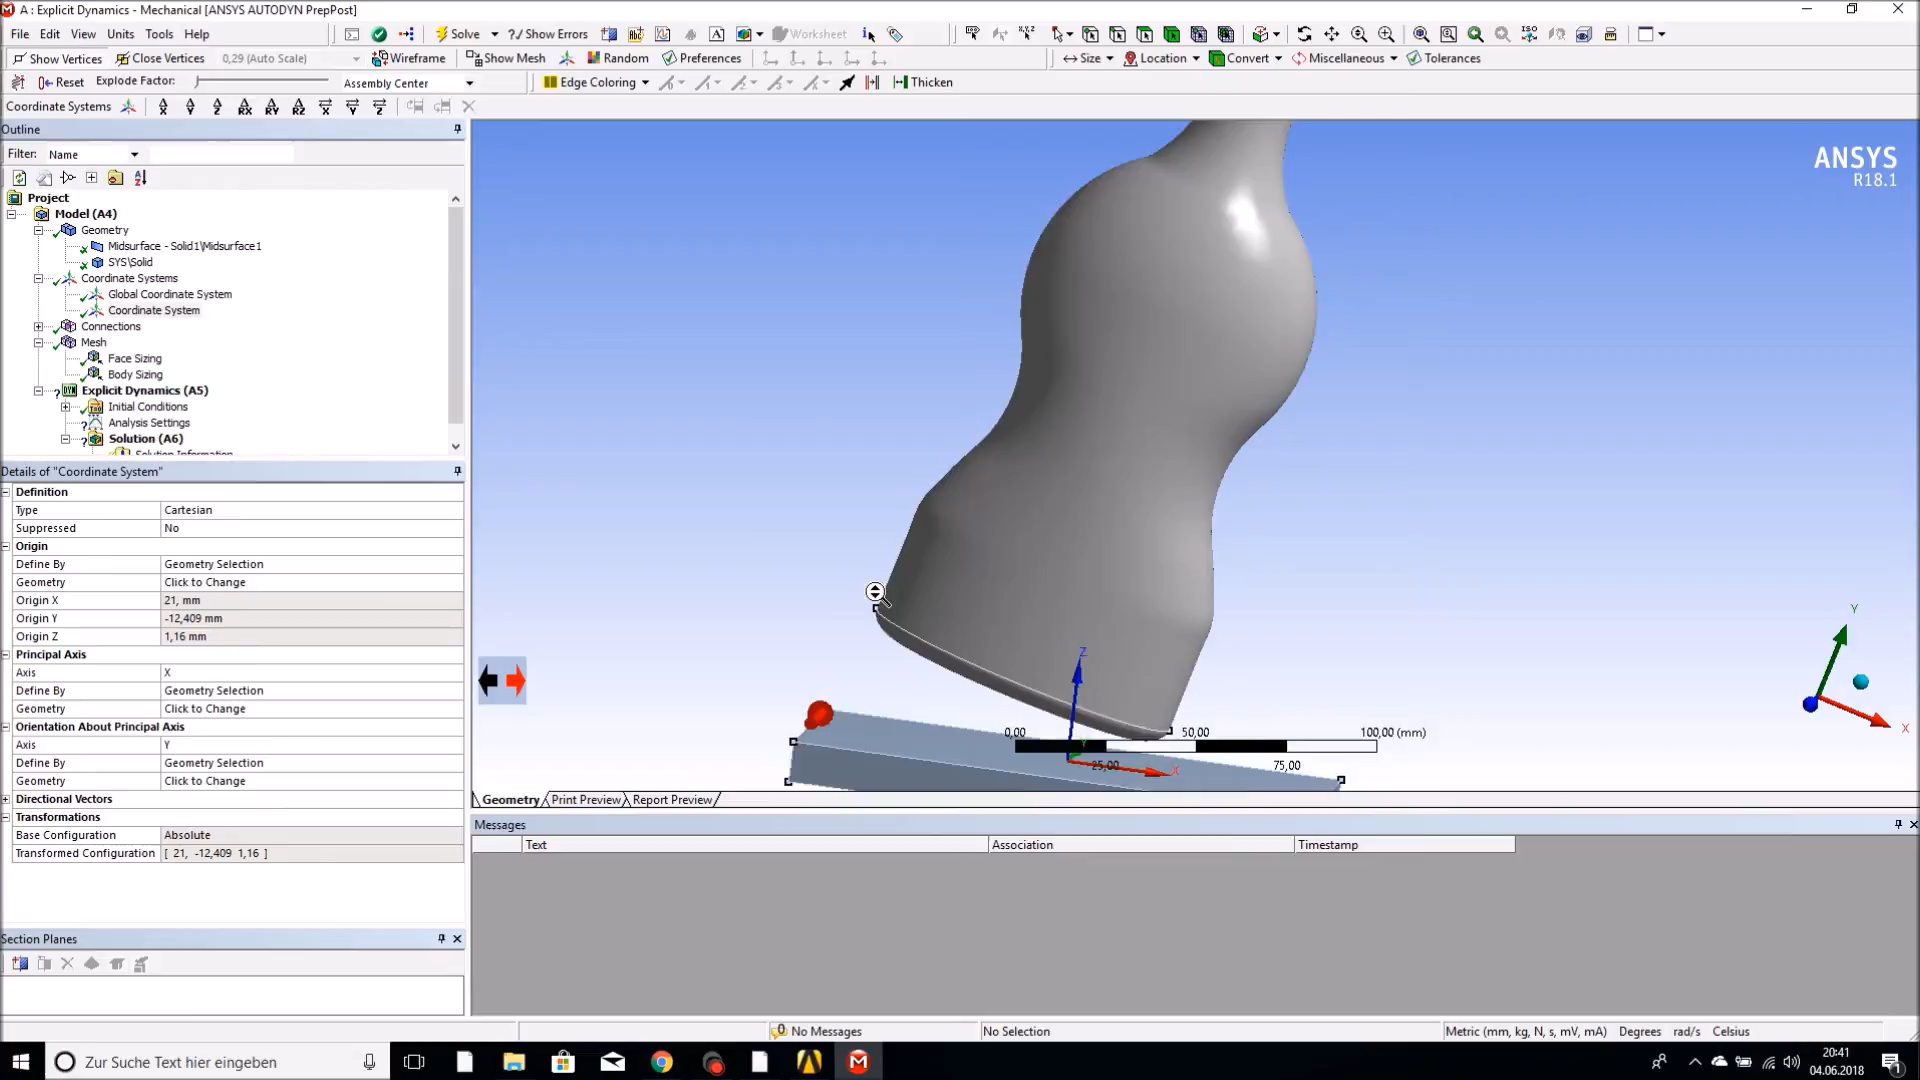 A : Explicit Dynamics - Mechanical [ANSYS AUTODYN PrepPost]
File Edit View Units Tools Help
Solve ?/ Show Errors Worksheet
Show Vertices Close Vertices 0,29 (Auto Scale) Wireframe Show Mesh Random Preferences Size Location Convert Miscellaneous Tolerances
Reset Explode Factor: Assembly Center Edge Coloring Thicken
Coordinate Systems X Y Z RX RY RZ X Y Z
Outline
Filter: Name
Project
Model (A4)
Geometry
Midsurface - Solid1\Midsurface1
SYS\Solid
Coordinate Systems
Global Coordinate System
Coordinate System
Connections
Mesh
Face Sizing
Body Sizing
Explicit Dynamics (A5)
Initial Conditions
Analysis Settings
Solution (A6)
Solution Information
Details of "Coordinate System"
Definition
Type Cartesian
Suppressed No
Origin
Define By Geometry Selection
Geometry Click to Change
Origin X 21, mm
Origin Y -12,409 mm
Origin Z 1,16 mm
Principal Axis
Axis X
Define By Geometry Selection
Geometry Click to Change
Orientation About Principal Axis
Axis Y
Define By Geometry Selection
Geometry Click to Change
Directional Vectors
Transformations
Base Configuration Absolute
Transformed Configuration [ 21, -12,409 1,16 ]
Section Planes
ANSYS
R18.1
Z
Y
X
0,00 50,00 100,00 (mm)
25,00 75,00
Y
X
Geometry Print Preview Report Preview
Messages
Text Association Timestamp
No Messages No Selection Metric (mm, kg, N, s, mV, mA) Degrees rad/s Celsius
Zur Suche Text hier eingeben
20:41
04.06.2018
1